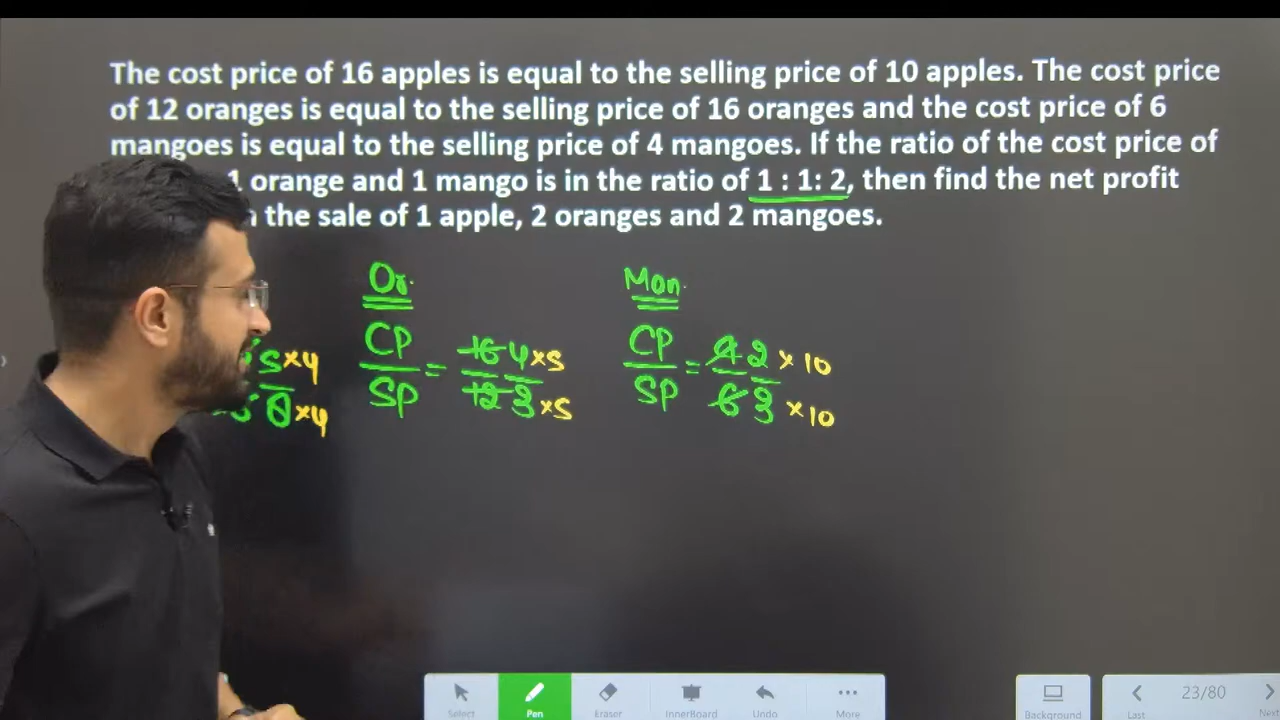 The cost price of 16 apples is equal to the selling price of 10 apples. The cost price
of 12 oranges is equal to the selling price of 16 oranges and the cost price of 6
mangoes is equal to the selling price of 4 mangoes. If the ratio of the cost price of
1 orange and 1 mango is in the ratio of 1 : 1: 2, then find the net profit
the sale of 1 apple, 2 oranges and 2 mangoes.
Or. Man.
5×4 CP/SP = 16/12 4/3 ×5 ×5 CP/SP = 4/6 2/3 ×10 ×10
8×4
Select Pen Eraser InnerBoard Undo More Background Last 23/80 Next